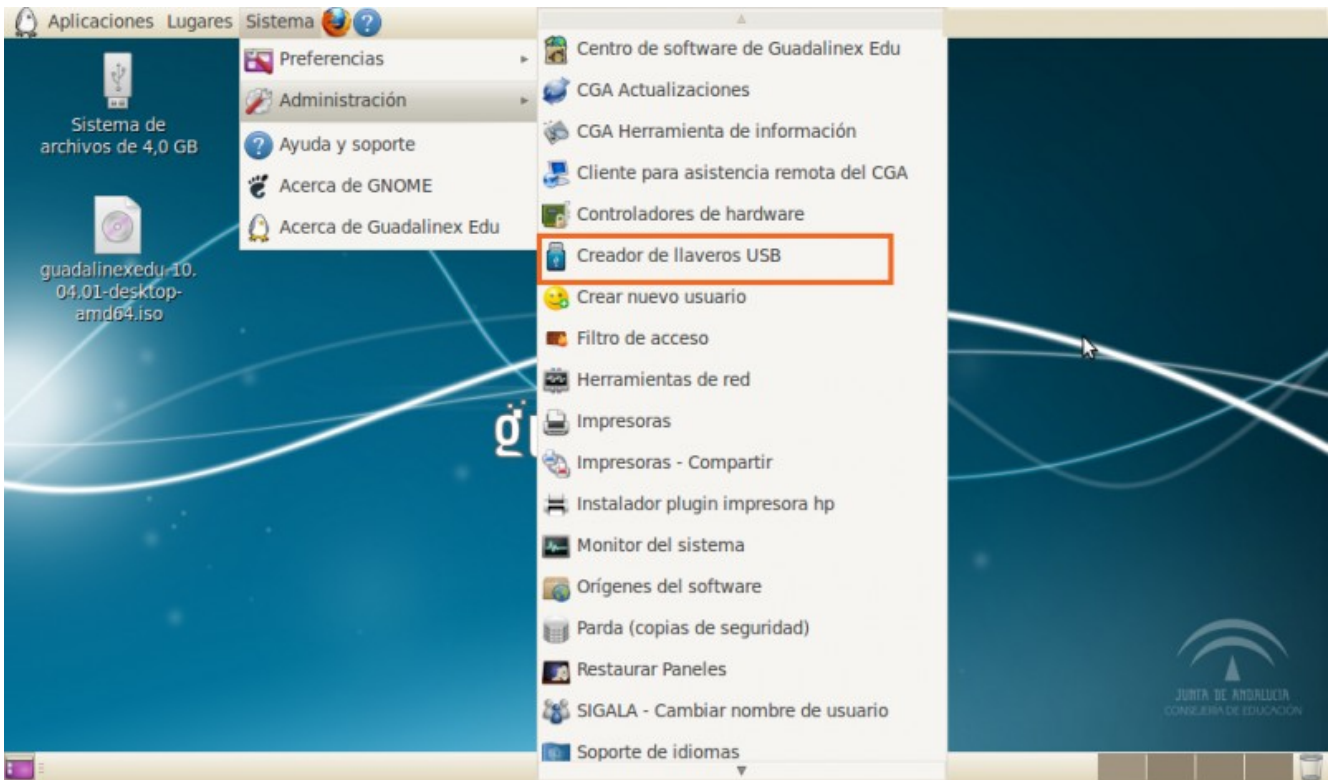 Aplicaciones Lugares Sistema
Sistema de
archivos de 4,0 GB
guadalinexedu-10.
04.01-desktop-
amd64.iso
Preferencias
Administración
Ayuda y soporte
Acerca de GNOME
Acerca de Guadalinex Edu
Centro de software de Guadalinex Edu
CGA Actualizaciones
CGA Herramienta de información
Cliente para asistencia remota del CGA
Controladores de hardware
Creador de llaveros USB
Crear nuevo usuario
Filtro de acceso
Herramientas de red
Impresoras
Impresoras - Compartir
Instalador plugin impresora hp
Monitor del sistema
Orígenes del software
Parda (copias de seguridad)
Restaurar Paneles
SIGALA - Cambiar nombre de usuario
Soporte de idiomas
JUNTA DE ANDALUCIA
CONSEJERIA DE EDUCACIÓN